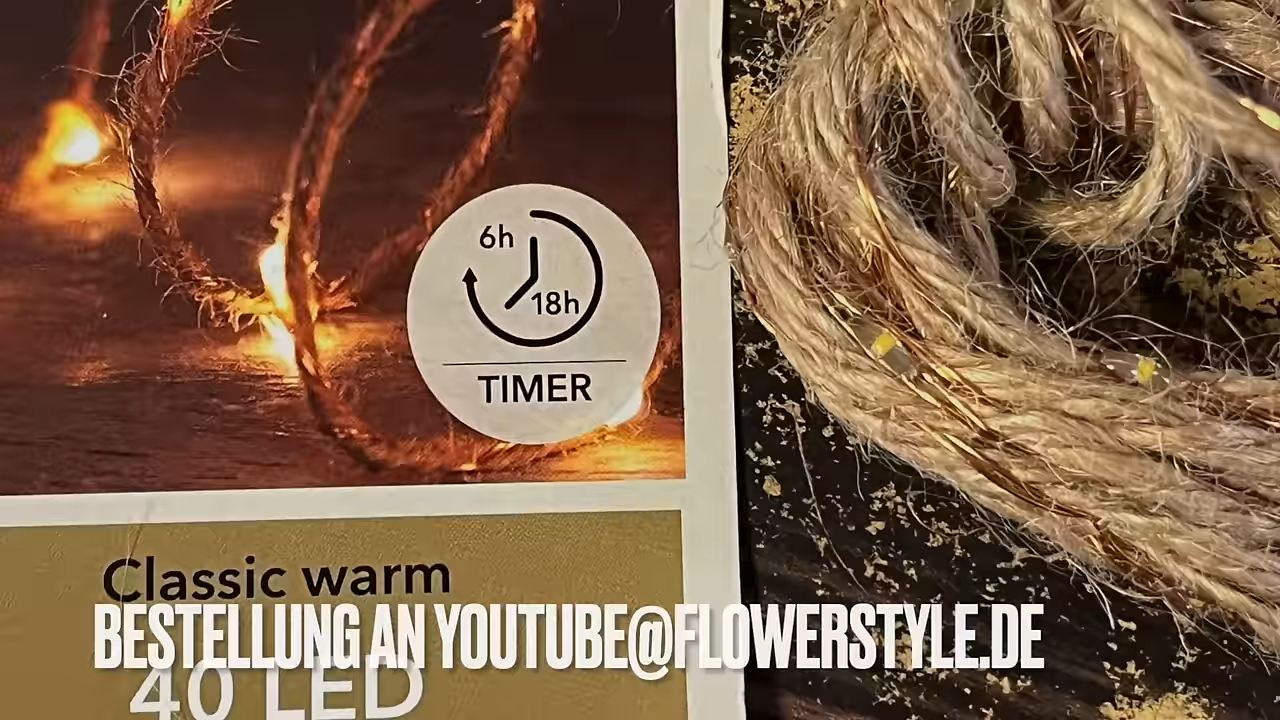 6h
18h
TIMER
Classic warm
BESTELLUNG AN YOUTUBE@FLOWERSTYLE.DE
40 LED